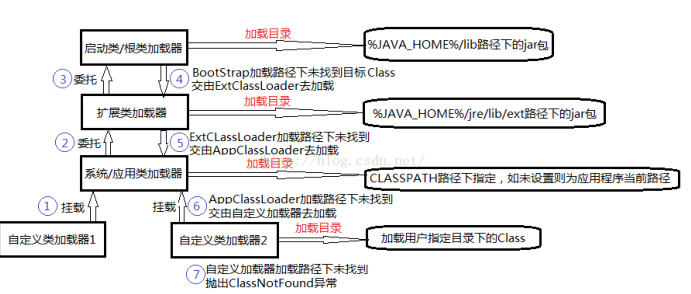 加载目录
启动类/根类加载器
%JAVA_HOME%/lib路径下的jar包
③ 委托
④ BootStrap加载路径下未找到目标Class
交由ExtClassLoader去加载
加载目录
扩展类加载器
%JAVA_HOME%/jre/lib/ext路径下的jar包
② 委托
⑤ ExtCLassLoader加载路径下未找到
交由AppClassLoader去加载
加载目录
://blog.csdn.net/
系统/应用类加载器
CLASSPATH路径下指定，如未设置则为应用程序当前路径
① 挂载
挂载
⑥ AppClassLoader加载路径下未找到
交由自定义加载器去加载
自定义类加载器1
自定义类加载器2
加载目录
加载用户指定目录下的Class
⑦ 自定义加载器加载路径下未找到
抛出ClassNotFound异常